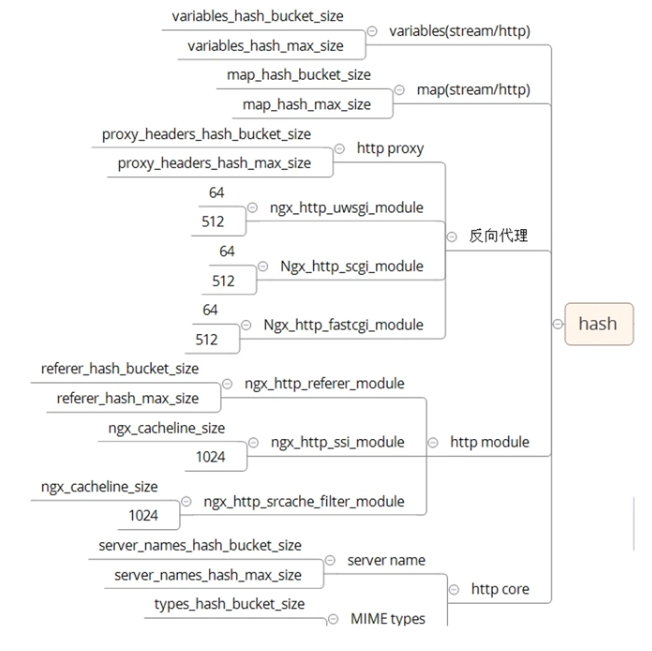 variables_hash_bucket_size
variables_hash_max_size
variables(stream/http)
map_hash_bucket_size
map_hash_max_size
map(stream/http)
proxy_headers_hash_bucket_size
proxy_headers_hash_max_size
http proxy
64
512
ngx_http_uwsgi_module
64
512
Ngx_http_scgi_module
64
512
Ngx_http_fastcgi_module
反向代理
hash
referer_hash_bucket_size
referer_hash_max_size
ngx_http_referer_module
ngx_cacheline_size
1024
ngx_http_ssi_module
http module
ngx_cacheline_size
1024
ngx_http_srcache_filter_module
server_names_hash_bucket_size
server_names_hash_max_size
server name
http core
types_hash_bucket_size
MIME types